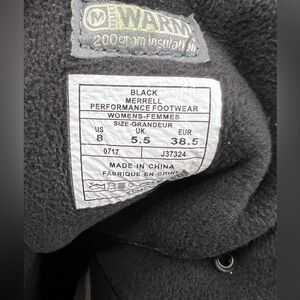 M SELECT WARM
200 gram insulation
BLACK
MERRELL
PERFORMANCE FOOTWEAR
WOMENS-FEMMES
SIZE-GRANDEUR
US UK EUR
8 5.5 38.5
0717 J37324
MADE IN CHINA
FABRIQUE EN CHINE